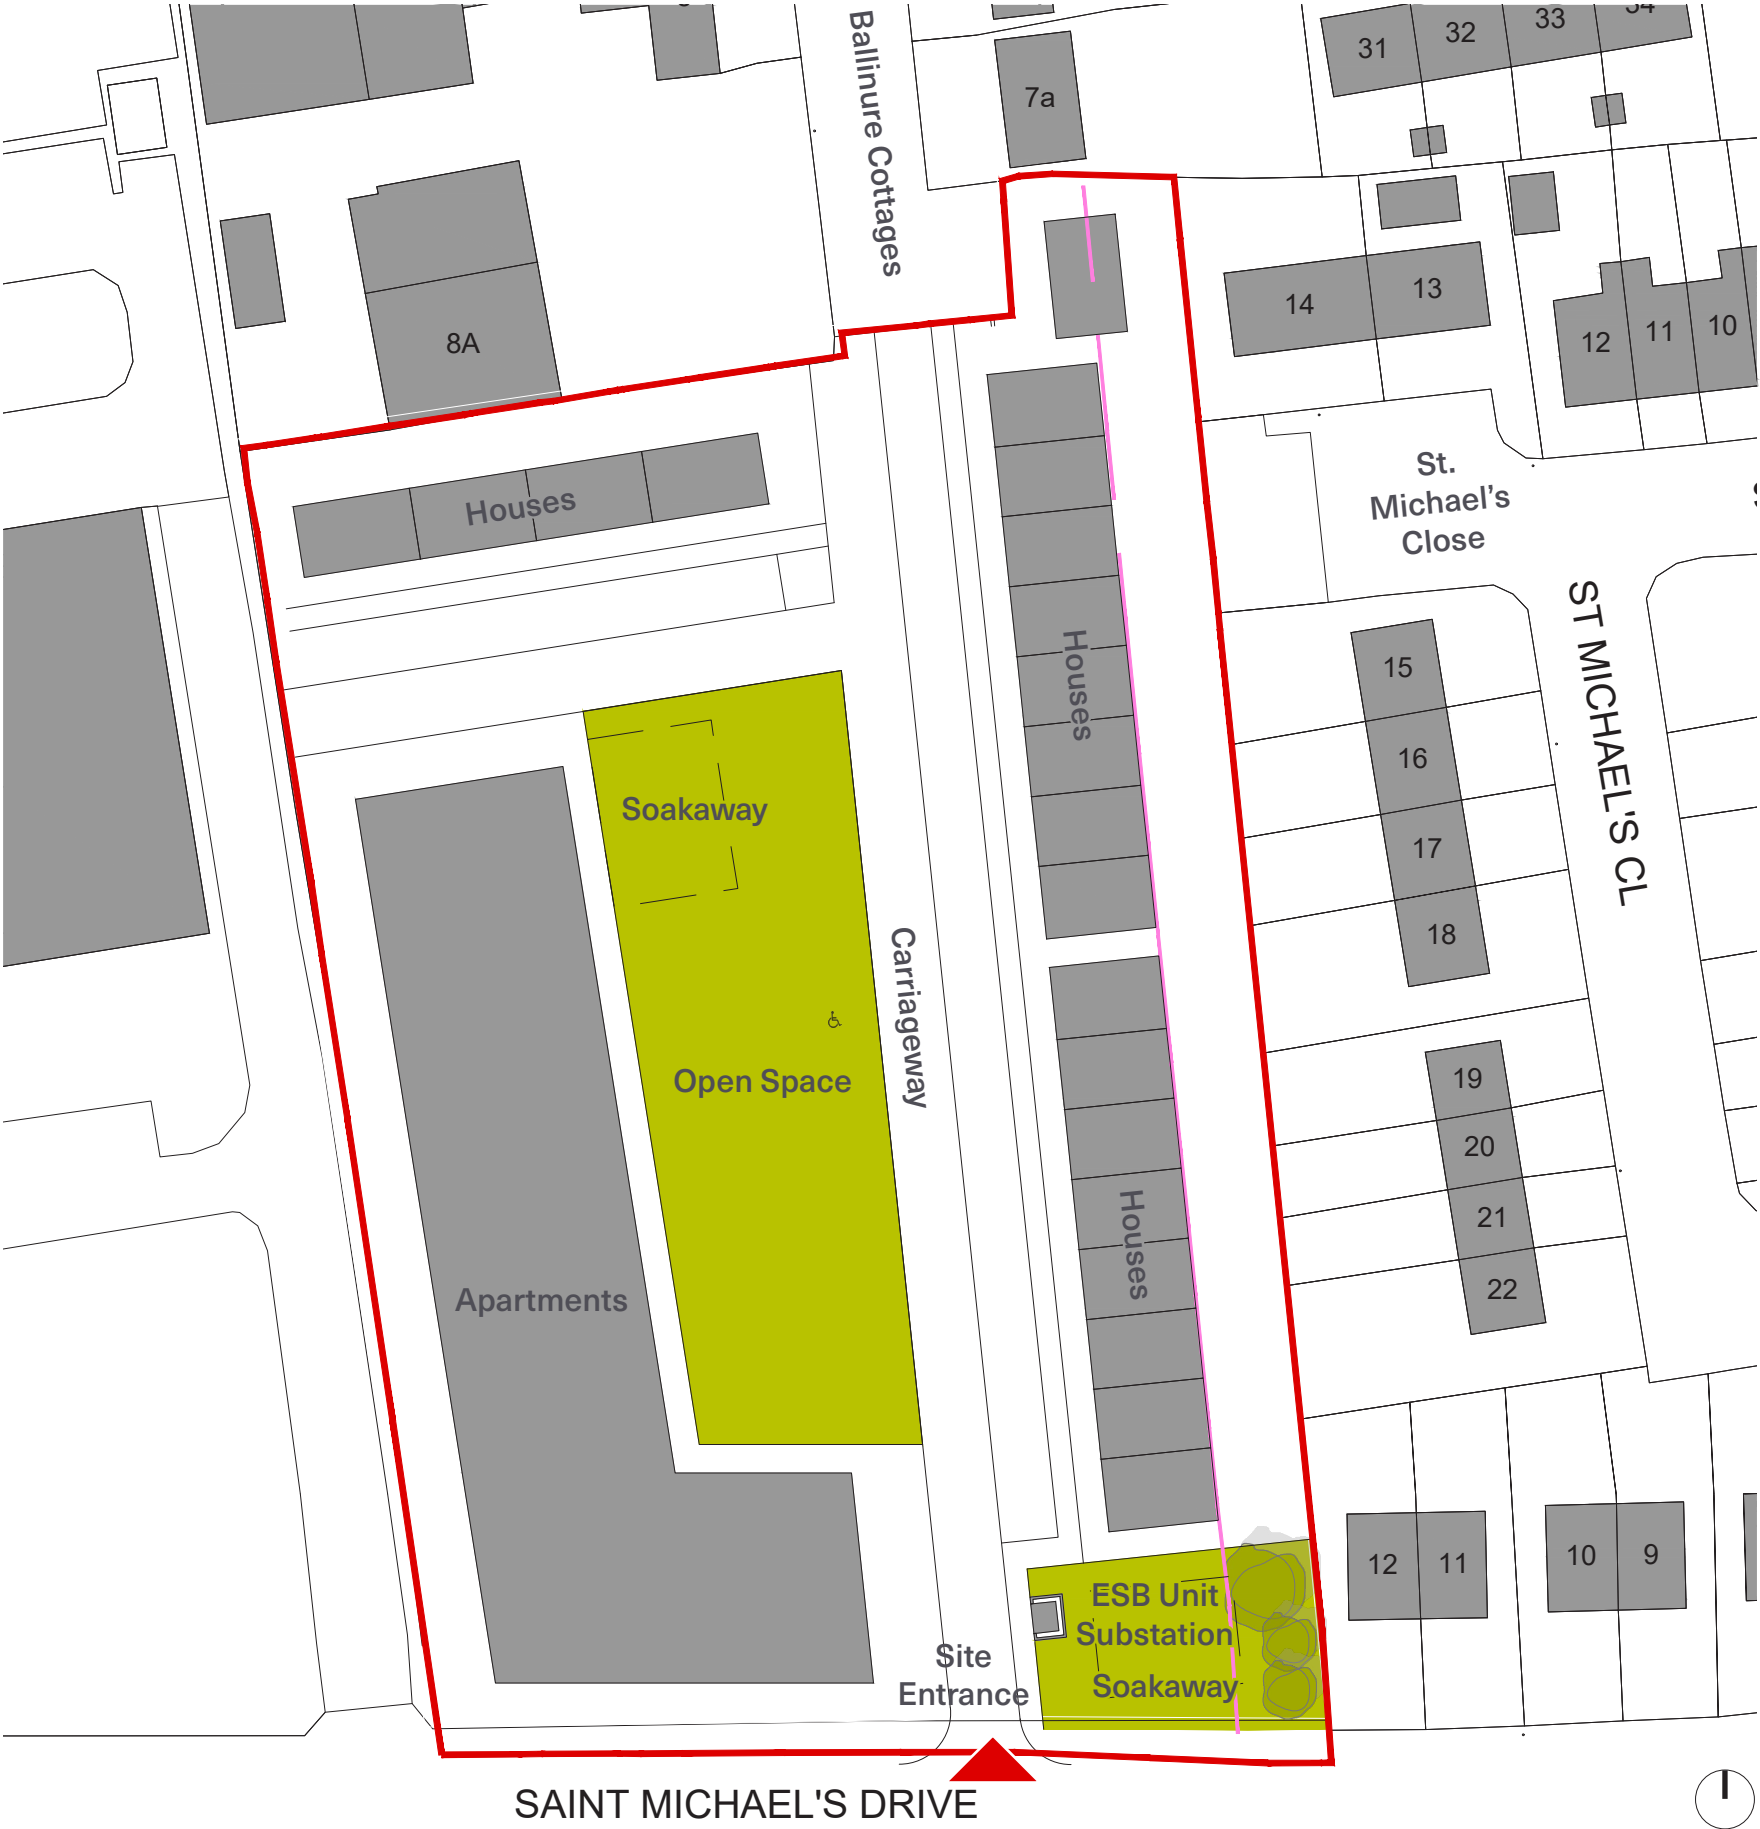 Ballinure Cottages
7a
31
32
33
34
8A
14
13
12
11
10
St.
Michael's
Close
ST MICHAEL'S CL
Houses
Houses
Soakaway
15
16
17
18
Carriageway
Open Space
19
20
21
22
Houses
Apartments
12
11
10
9
ESB Unit
Substation
Soakaway
Site
Entrance
SAINT MICHAEL'S DRIVE